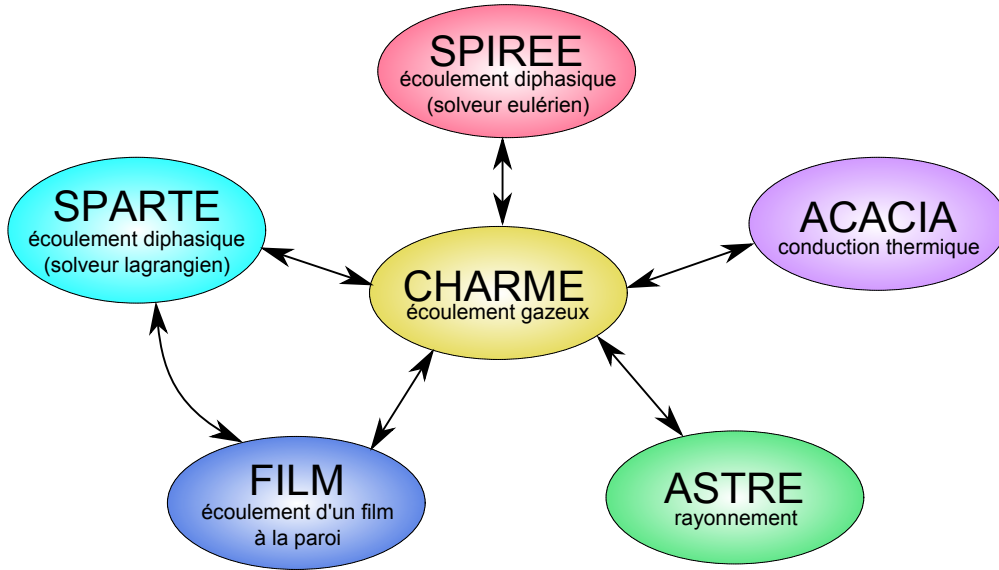 SPIREE
écoulement diphasique
(solveur eulérien)
SPARTE
écoulement diphasique
(solveur lagrangien)
ACACIA
conduction thermique
CHARME
écoulement gazeux
FILM
écoulement d'un film
à la paroi
ASTRE
rayonnement